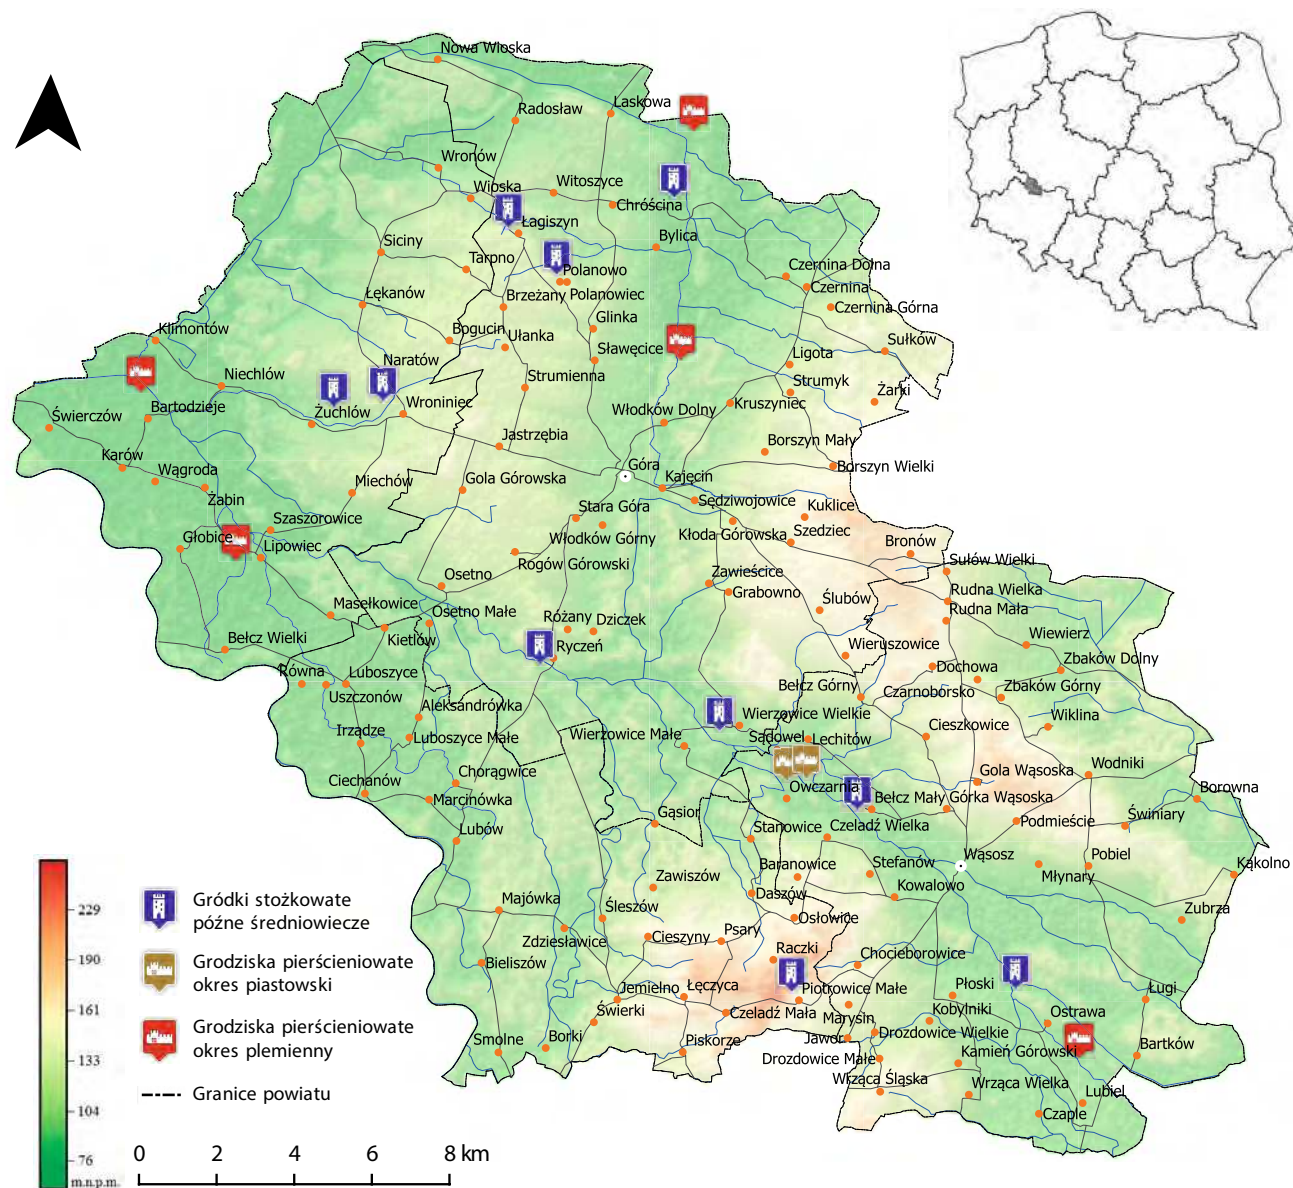 Nowa Wioska
Radosław
Laskowa
Wronów
Wioska
Witoszyce
Chróścina
Łagiszyn
Siciny
Bylica
Tarpno
Polanowo
Czernina Dolna
Czernina
Łękanów
Brzeżany
Polanowiec
Czernina Górna
Glinka
Klimontów
Bogucin
Ułanka
Sułków
Naratów
Sławęcice
Ligota
Niechlów
Strumienna
Strumyk
Żarki
Świerczów
Bartodzieje
Żuchlów
Wroniniec
Włodków Dolny
Kruszyniec
Jastrzębia
Borszyn Mały
Karów
Wągroda
Góra
Borszyn Wielki
Miechów
Gola Górowska
Kajęcin
Żabin
Sędziwojowice
Szaszorowice
Stara Góra
Kuklice
Głobice
Lipowiec
Włodków Górny
Kłoda Górowska
Szedziec
Bronów
Rogów Górowski
Sułów Wielki
Osetno
Zawieścice
Grabowno
Rudna Wielka
Masełkowice
Osetno Małe
Różany
Dziczek
Ślubów
Rudna Mała
Bełcz Wielki
Kietlów
Ryczeń
Wieruszowice
Wiewierz
Zbaków Dolny
Równa
Luboszyce
Dochowa
Bełcz Górny
Czarnoborsko
Zbaków Górny
Uszczonów
Aleksandrówka
Wierzowice Wielkie
Irządze
Luboszyce Małe
Wierzowice Małe
Sądowel
Lechitów
Cieszkowice
Wiklina
Ciechanów
Chorągwice
Gola Wąsoska
Wodniki
Marcinówka
Owczarnia
Bełcz Mały
Górka Wąsoska
Borowna
Lubów
Gąsior
Stanowice
Czeladź Wielka
Podmieście
Świniary
Baranowice
Stefanów
Wąsosz
Młynary
Pobiel
Kąkolno
Zawiszów
Daszów
Kowalowo
Majówka
Śleszów
Osłowice
Zubrza
Zdziesławice
Cieszyny
Psary
Raczki
Chocieborowice
Bieliszów
Jemielno
Łęczyca
Piotrowice Małe
Płoski
Ługi
Świerki
Czeladź Mała
Marysin
Kobylniki
Ostrawa
Smolne
Borki
Piskorze
Jawor
Drozdowice Wielkie
Drozdowice Małe
Kamień Górowski
Bartków
Wrząca Śląska
Wrząca Wielka
Lubiel
Czaple
229
190
161
133
104
76
m.n.p.m.
Gródki stożkowate
późne średniowiecze
Grodziska pierścieniowate
okres piastowski
Grodziska pierścieniowate
okres plemienny
Granice powiatu
0 2 4 6 8 km